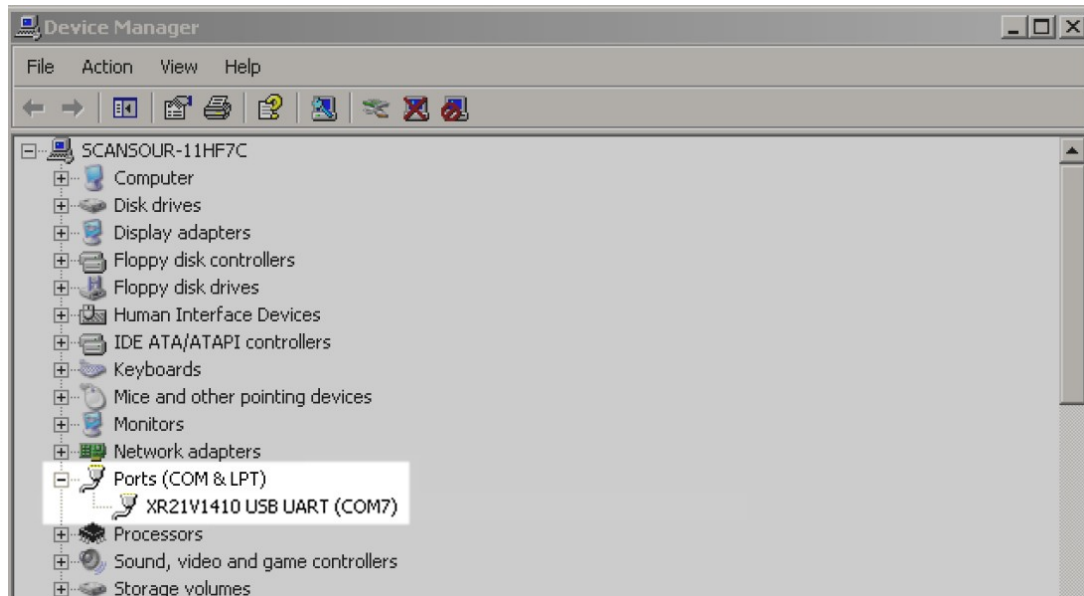 Device Manager
File Action View Help
SCANSOUR-11HF7C
Computer
Disk drives
Display adapters
Floppy disk controllers
Floppy disk drives
Human Interface Devices
IDE ATA/ATAPI controllers
Keyboards
Mice and other pointing devices
Monitors
Network adapters
Ports (COM & LPT)
XR21V1410 USB UART (COM7)
Processors
Sound, video and game controllers
Storage volumes